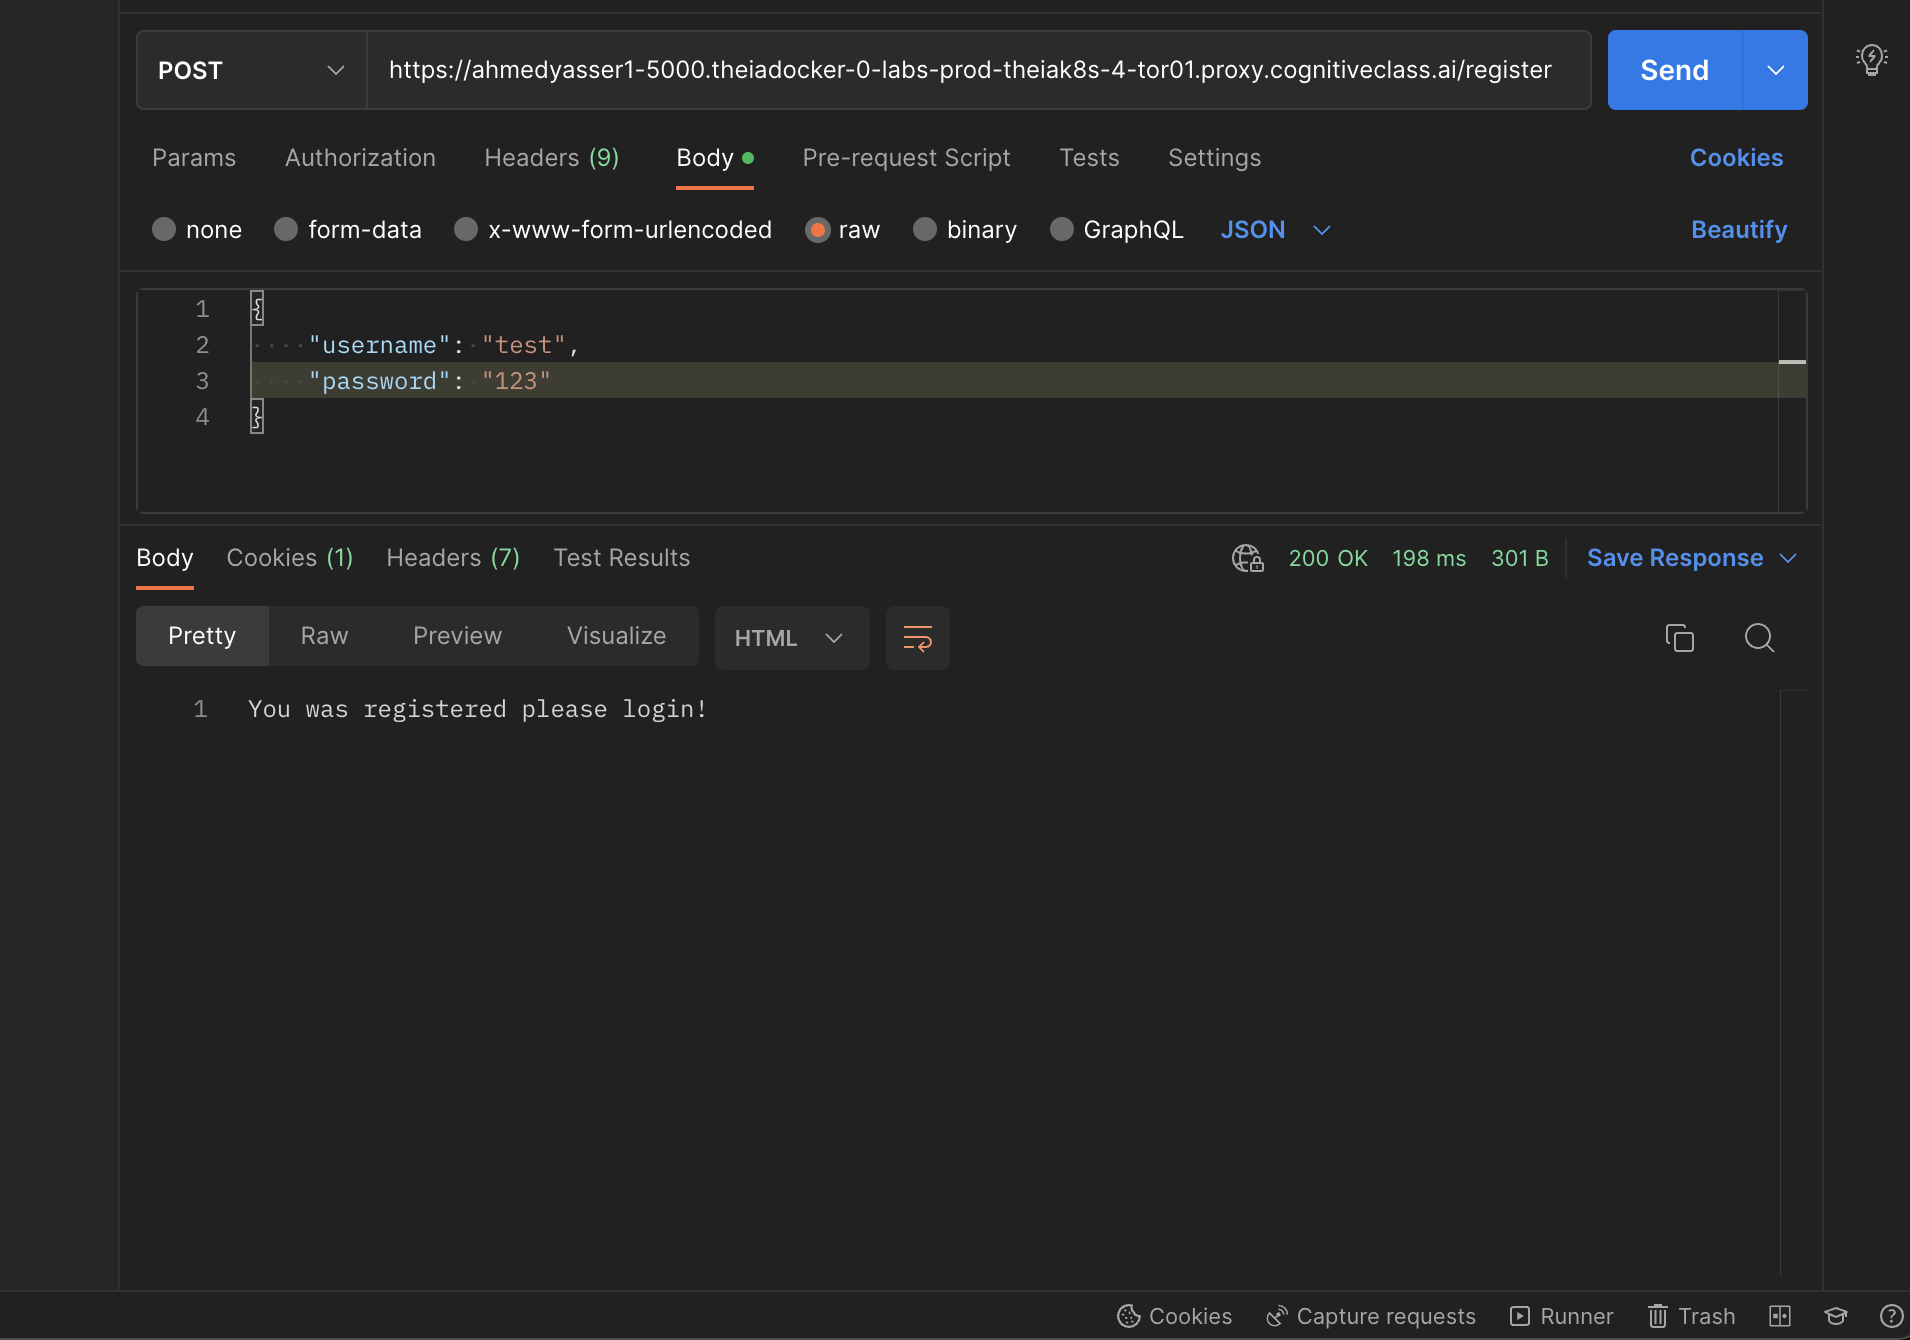 POST
https://ahmedyasser1-5000.theiadocker-0-labs-prod-theiak8s-4-tor01.proxy.cognitiveclass.ai/register
Send
Params Authorization Headers (9) Body Pre-request Script Tests Settings Cookies
none form-data x-www-form-urlencoded raw binary GraphQL JSON Beautify
1 {
2 "username": "test",
3 "password": "123"
4 }
Body Cookies (1) Headers (7) Test Results 200 OK 198 ms 301 B Save Response
Pretty Raw Preview Visualize HTML
1 You was registered please login!
Cookies Capture requests Runner Trash